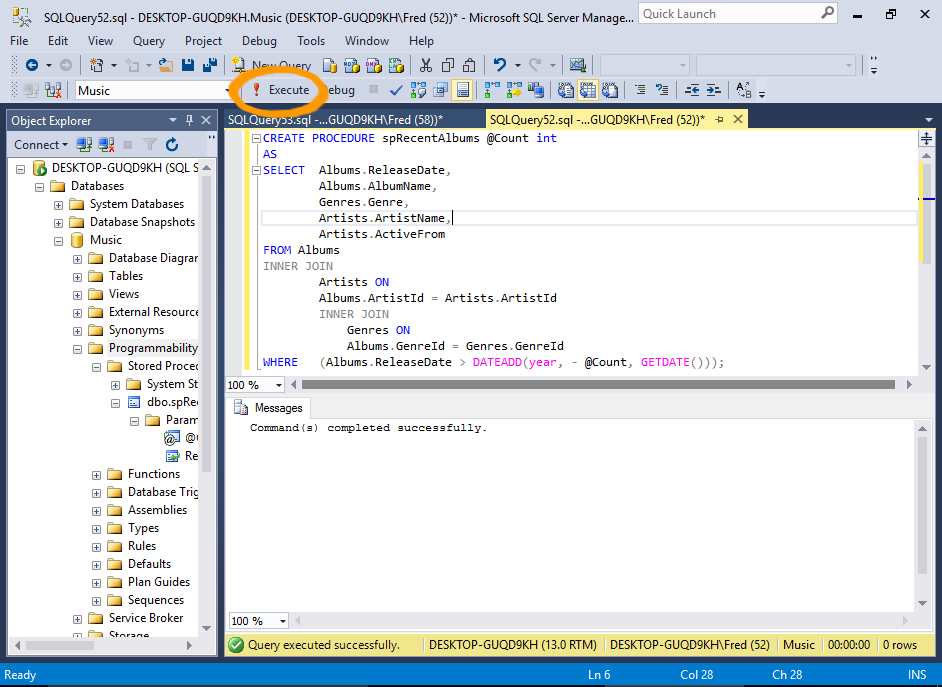 SQLQuery52.sql - DESKTOP-GUQD9KH.Music (DESKTOP-GUQD9KH\Fred (52))* - Microsoft SQL Server Manage...
Quick Launch
File Edit View Query Project Debug Tools Window Help
New Query
Music
Execute
ebug
Object Explorer
Connect
DESKTOP-GUQD9KH (SQL S
Databases
System Databases
Database Snapshots
Music
Database Diagrar
Tables
Views
External Resource
Synonyms
Programmability
Stored Proced
System St
dbo.spRe
Param
@
Re
Functions
Database Trig
Assemblies
Types
Rules
Defaults
Plan Guides
Sequences
Service Broker
Storage
SQLQuery53.sql -...GUQD9KH\Fred (58))*
SQLQuery52.sql -...GUQD9KH\Fred (52))*
CREATE PROCEDURE spRecentAlbums @Count int
AS
SELECT Albums.ReleaseDate,
Albums.AlbumName,
Genres.Genre,
Artists.ArtistName,
Artists.ActiveFrom
FROM Albums
INNER JOIN
Artists ON
Albums.ArtistId = Artists.ArtistId
INNER JOIN
Genres ON
Albums.GenreId = Genres.GenreId
WHERE (Albums.ReleaseDate > DATEADD(year, - @Count, GETDATE()));
100 %
Messages
Command(s) completed successfully.
100 %
Query executed successfully. DESKTOP-GUQD9KH (13.0 RTM) DESKTOP-GUQD9KH\Fred (52) Music 00:00:00 0 rows
Ready Ln 6 Col 28 Ch 28 INS